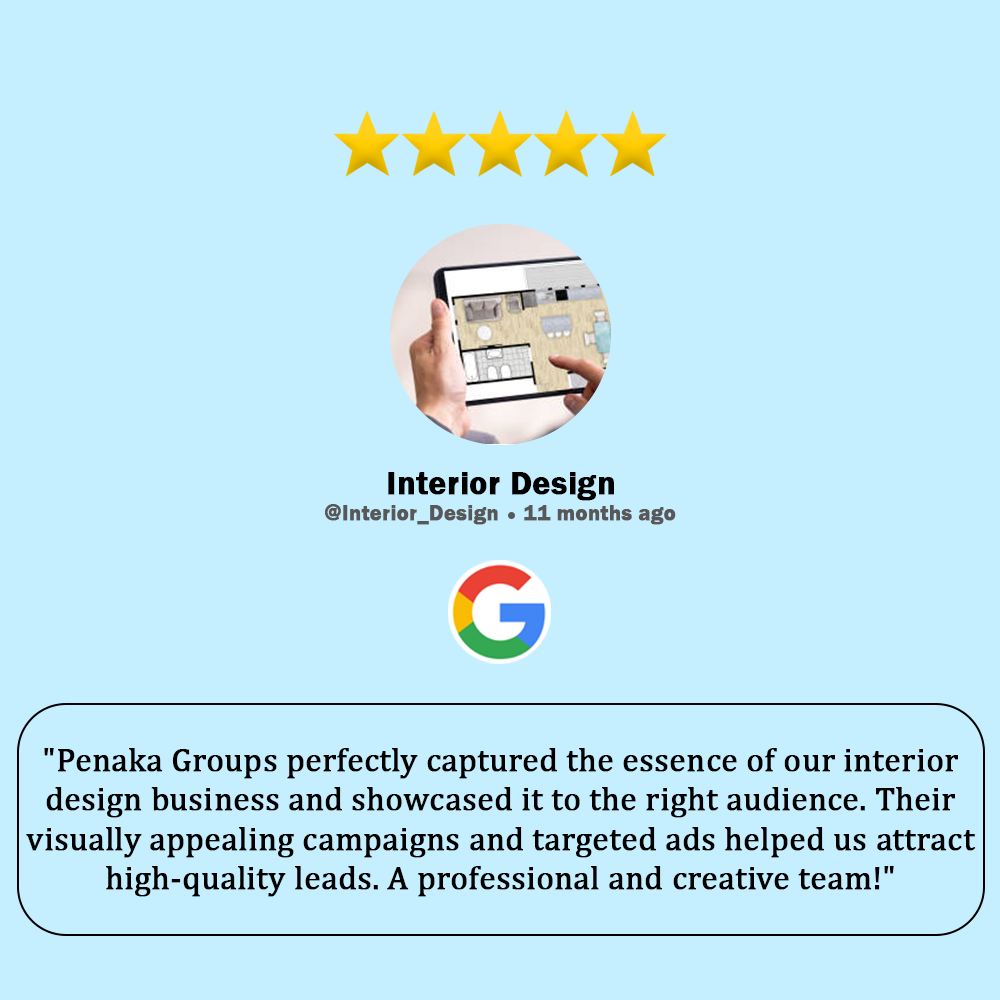 Interior Design
@Interior_Design • 11 months ago
"Penaka Groups perfectly captured the essence of our interior
design business and showcased it to the right audience. Their
visually appealing campaigns and targeted ads helped us attract
high-quality leads. A professional and creative team!"